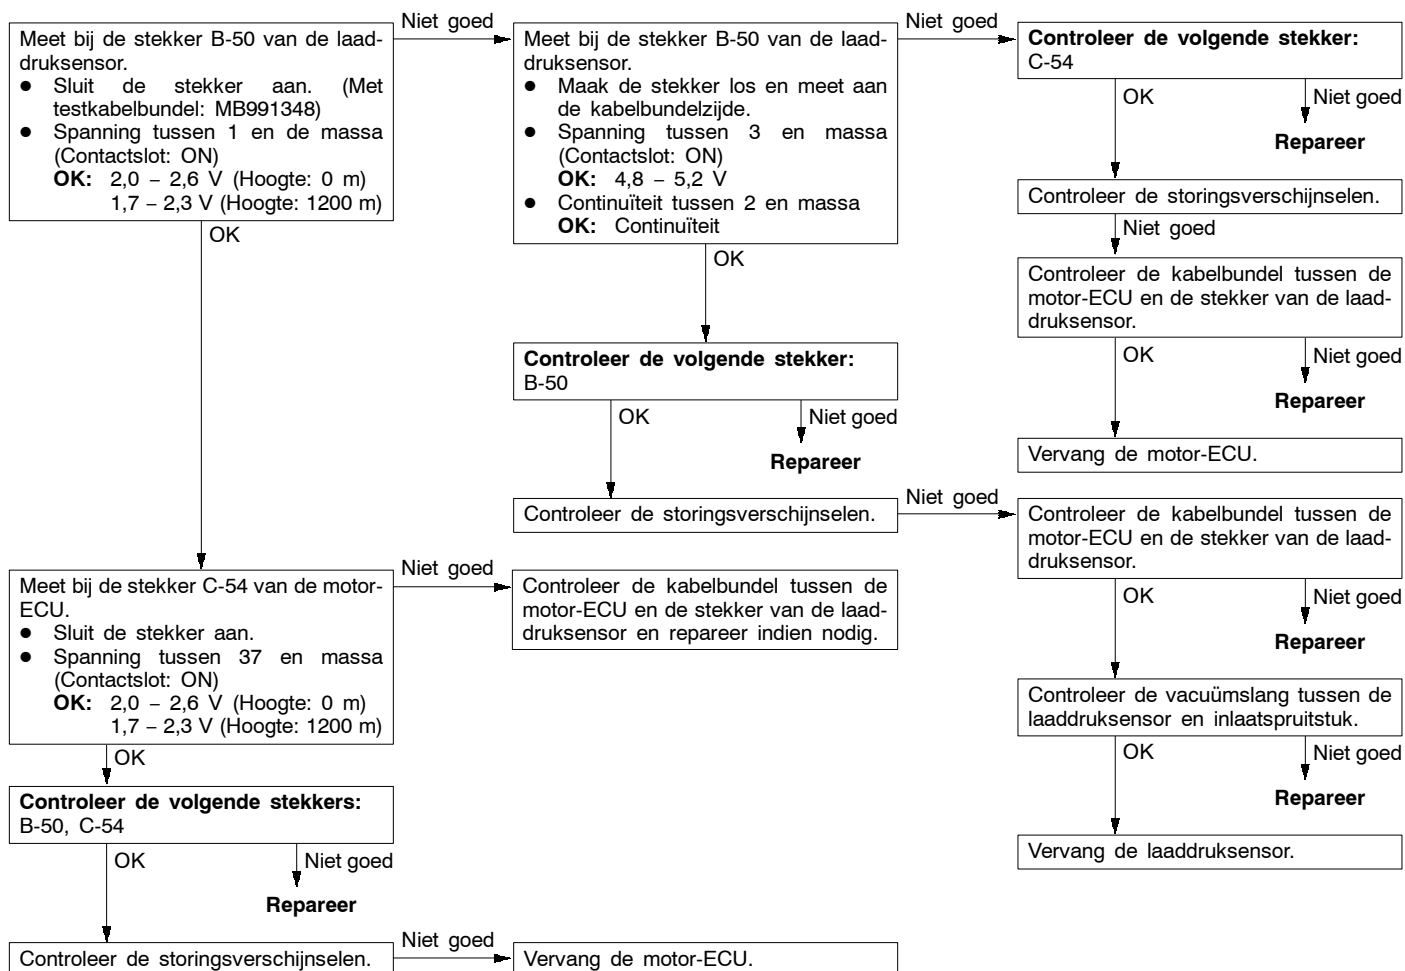 Meet bij de stekker B-50 van de laad-
druksensor.
● Sluit de stekker aan. (Met
testkabelbundel: MB991348)
● Spanning tussen 1 en de massa
(Contactslot: ON)
OK: 2,0 – 2,6 V (Hoogte: 0 m)
1,7 – 2,3 V (Hoogte: 1200 m)
Niet goed
OK
Meet bij de stekker B-50 van de laad-
druksensor.
● Maak de stekker los en meet aan
de kabelbundelzijde.
● Spanning tussen 3 en massa
(Contactslot: ON)
OK: 4,8 – 5,2 V
● Continuïteit tussen 2 en massa
OK: Continuïteit
Niet goed
OK
Controleer de volgende stekker:
C-54
OK
Niet goed
Repareer
Controleer de storingsverschijnselen.
Niet goed
Controleer de kabelbundel tussen de
motor-ECU en de stekker van de laad-
druksensor.
OK
Niet goed
Repareer
Vervang de motor-ECU.
Controleer de volgende stekker:
B-50
OK
Niet goed
Repareer
Controleer de storingsverschijnselen.
Niet goed
Controleer de kabelbundel tussen de
motor-ECU en de stekker van de laad-
druksensor.
OK
Niet goed
Repareer
Controleer de vacuümslang tussen de
laaddruksensor en inlaatspruitstuk.
OK
Niet goed
Repareer
Vervang de laaddruksensor.
Meet bij de stekker C-54 van de motor-
ECU.
● Sluit de stekker aan.
● Spanning tussen 37 en massa
(Contactslot: ON)
OK: 2,0 – 2,6 V (Hoogte: 0 m)
1,7 – 2,3 V (Hoogte: 1200 m)
Niet goed
Controleer de kabelbundel tussen de
motor-ECU en de stekker van de laad-
druksensor en repareer indien nodig.
OK
Controleer de volgende stekkers:
B-50, C-54
OK
Niet goed
Repareer
Controleer de storingsverschijnselen.
Niet goed
Vervang de motor-ECU.